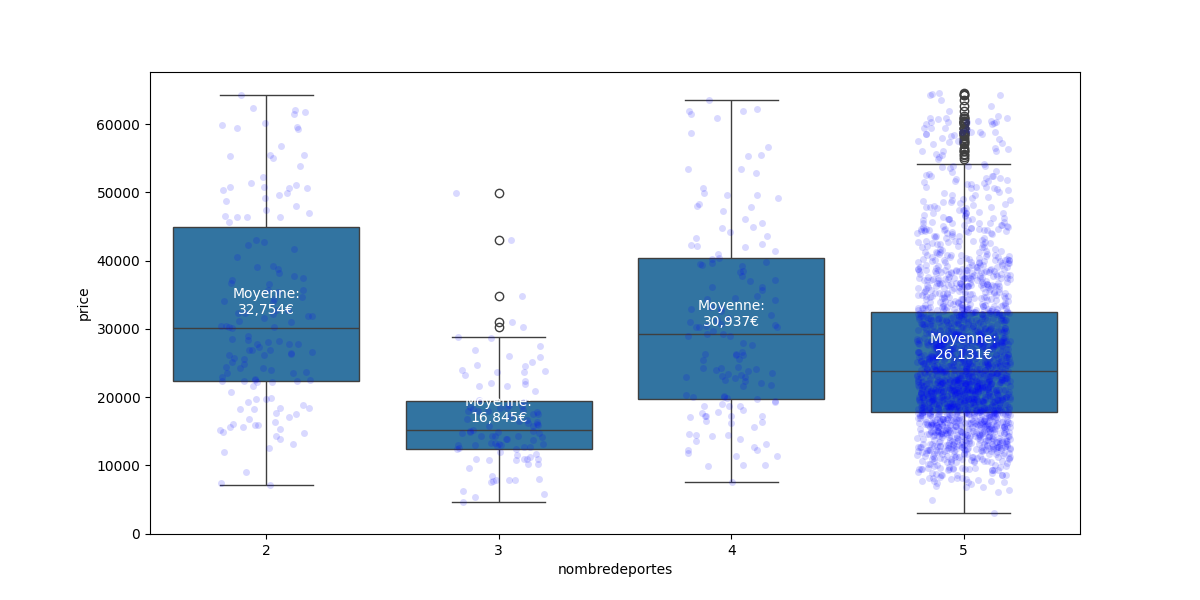 60000
50000
40000
30000
20000
10000
0
price
Moyenne:
32,754€
Moyenne:
16,845€
Moyenne:
30,937€
Moyenne:
26,131€
2
3
4
5
nombredeportes